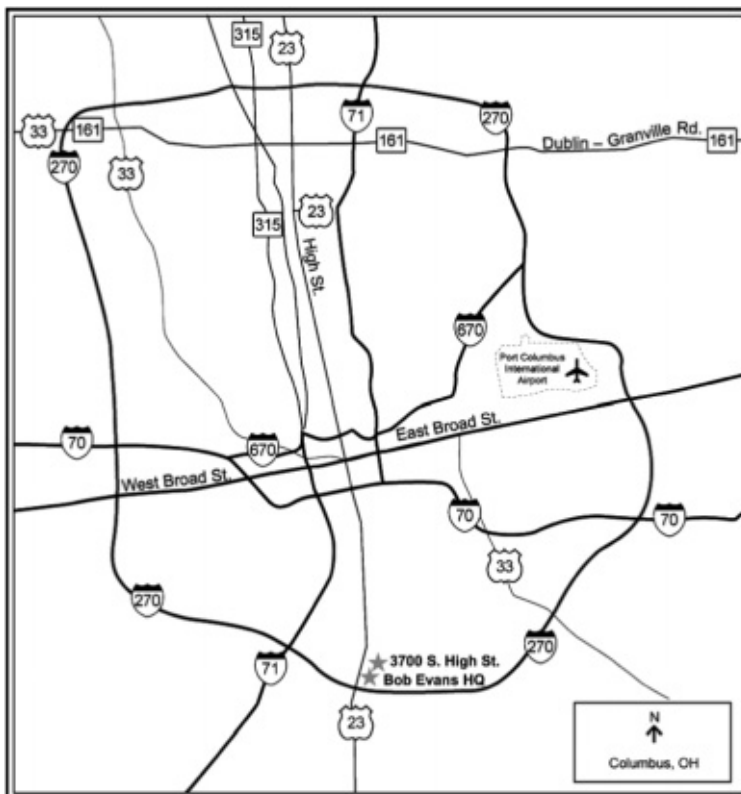 315
23
71
270
33
161
161
Dublin – Granville Rd.
161
270
33
23
315
High St.
670
Port Columbus
International
Airport
East Broad St.
70
670
West Broad St.
70
70
33
270
270
71
3700 S. High St.
Bob Evans HQ
23
N
Columbus, OH